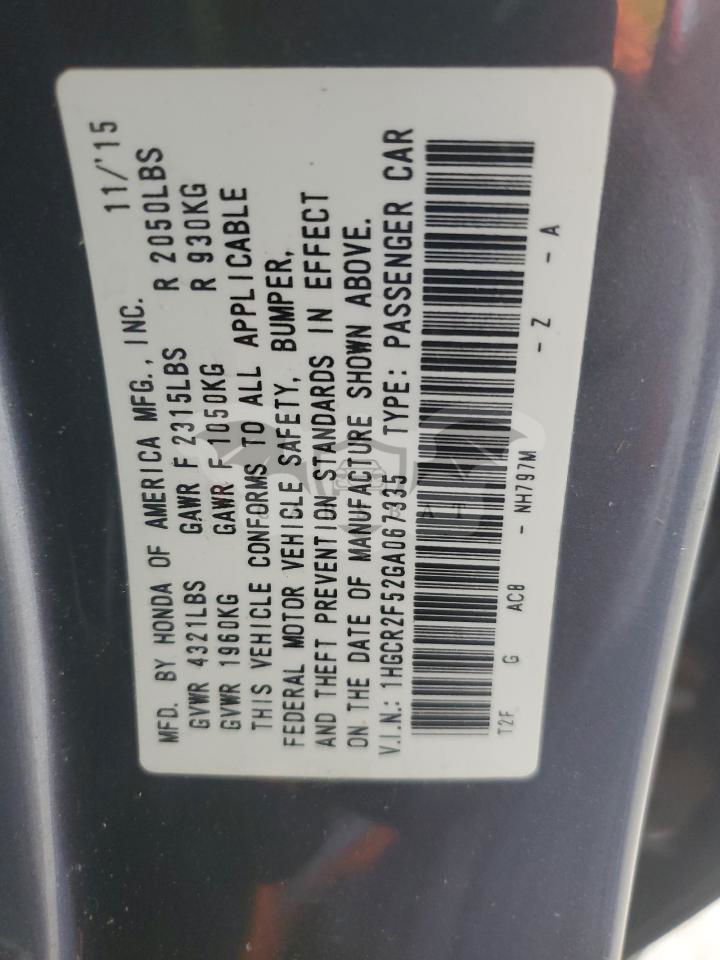 MFD. BY HONDA OF AMERICA MFG., INC. 11/'15
GVWR 4321LBS GAWR F 2315LBS R 2050LBS
GVWR 1960KG GAWR F 1050KG R 930KG
THIS VEHICLE CONFORMS TO ALL APPLICABLE
FEDERAL MOTOR VEHICLE SAFETY, BUMPER,
AND THEFT PREVENTION STANDARDS IN EFFECT
ON THE DATE OF MANUFACTURE SHOWN ABOVE.
V.I.N.: 1HGCR2F52GA067335 TYPE: PASSENGER CAR
T2F G AC8 - NH797M - Z - A